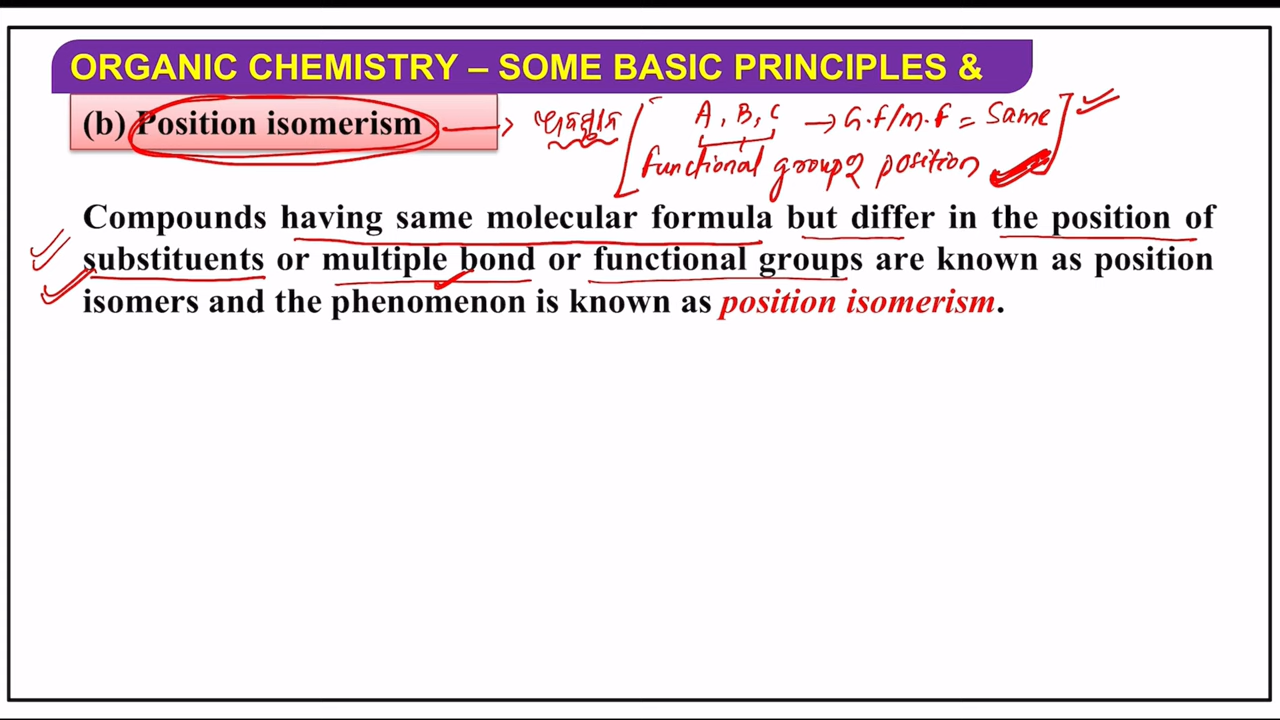 ORGANIC CHEMISTRY – SOME BASIC PRINCIPLES &
(b) Position isomerism
A, B, C → G.f/m.f = Same
functional group position
Compounds having same molecular formula but differ in the position of
substituents or multiple bond or functional groups are known as position
isomers and the phenomenon is known as position isomerism.